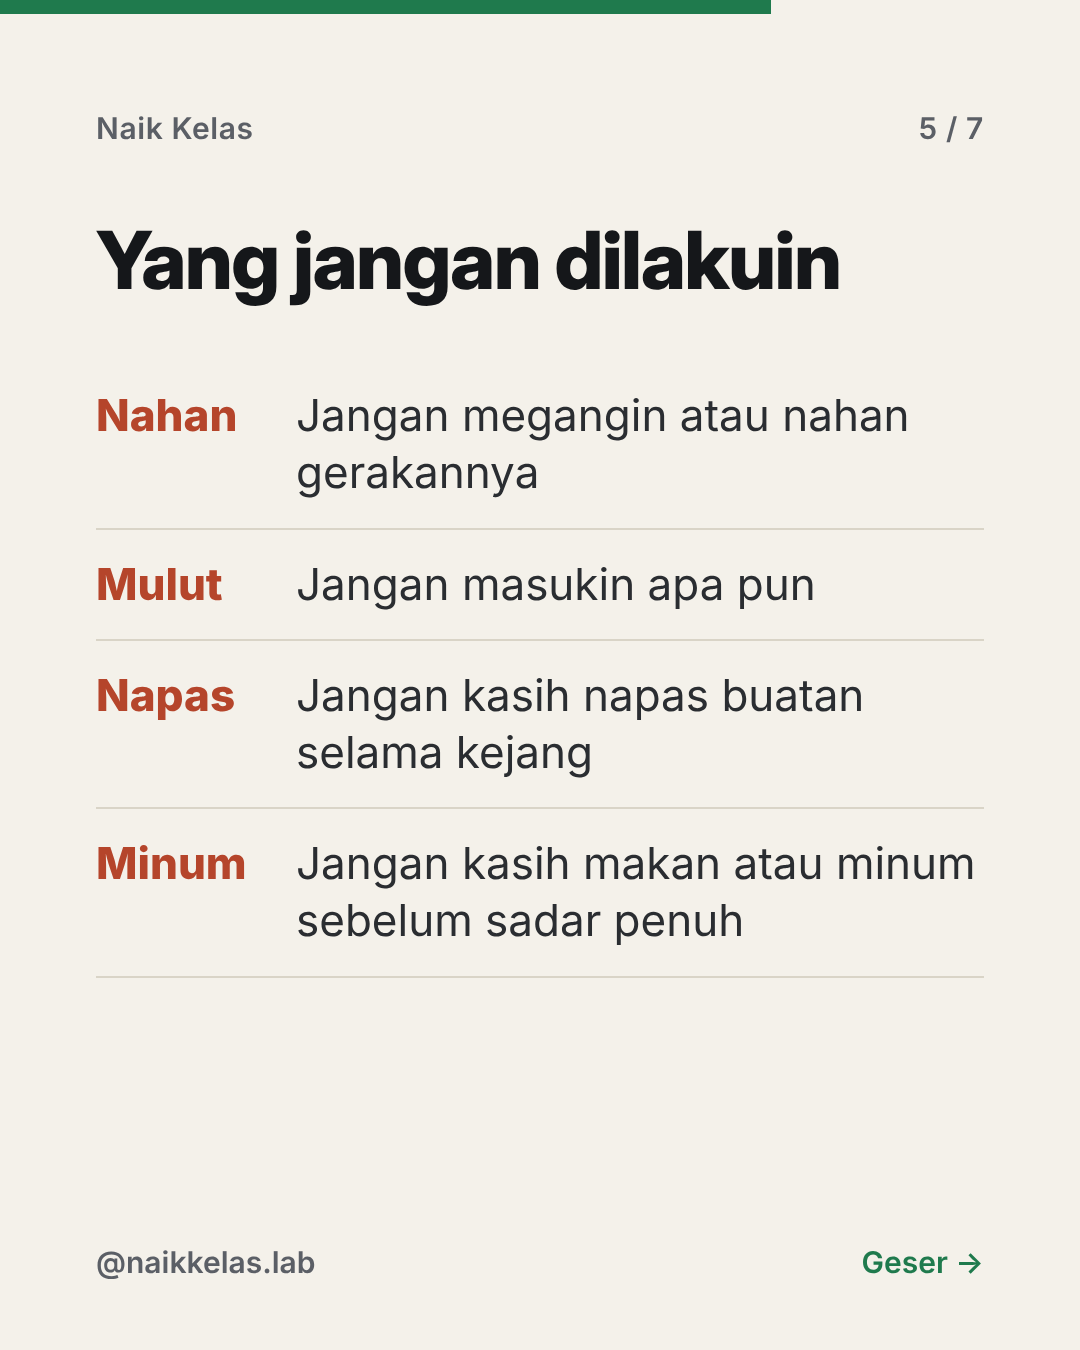 Naik Kelas
5 / 7
Yang jangan dilakuin
Nahan
Jangan megangin atau nahan
gerakannya
Mulut
Jangan masukin apa pun
Napas
Jangan kasih napas buatan
selama kejang
Minum
Jangan kasih makan atau minum
sebelum sadar penuh
@naikkelas.lab
Geser →